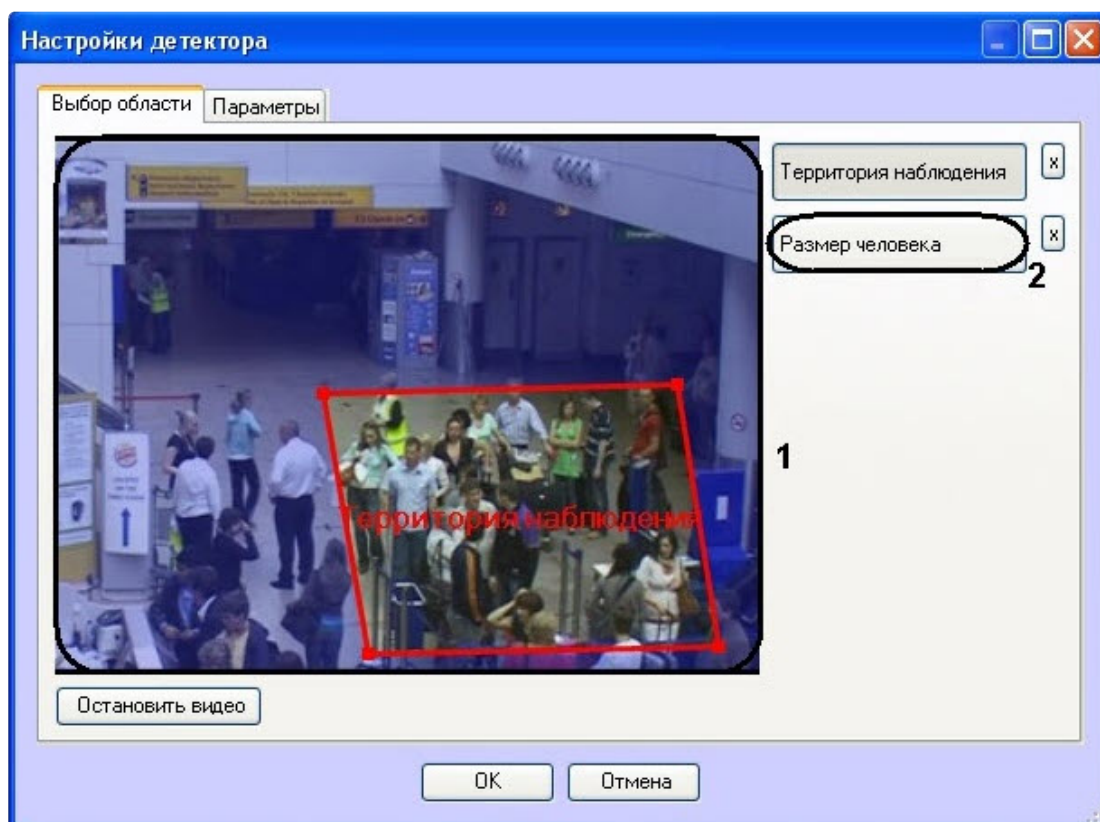 Настройки детектора
Выбор области
Параметры
Территория наблюдения
x
Размер человека
x
2
1
Территория наблюдения
Остановить видео
OK
Отмена